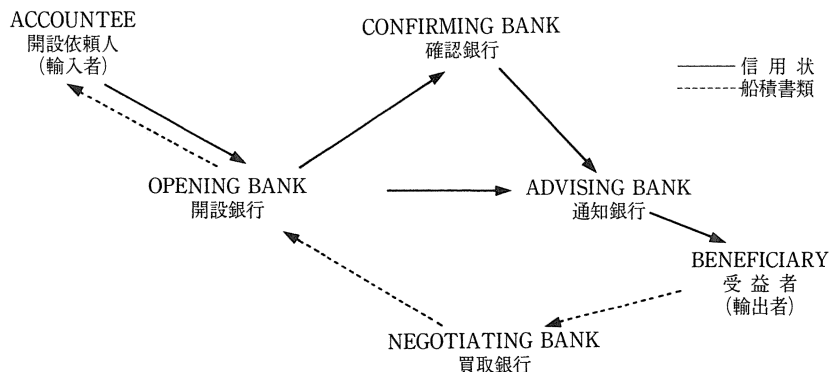 ACCOUNTEE
開設依頼人
(輸入者)
CONFIRMING BANK
確認銀行
信 用 状
船積書類
OPENING BANK
開設銀行
ADVISING BANK
通知銀行
BENEFICIARY
受 益 者
(輸出者)
NEGOTIATING BANK
買取銀行